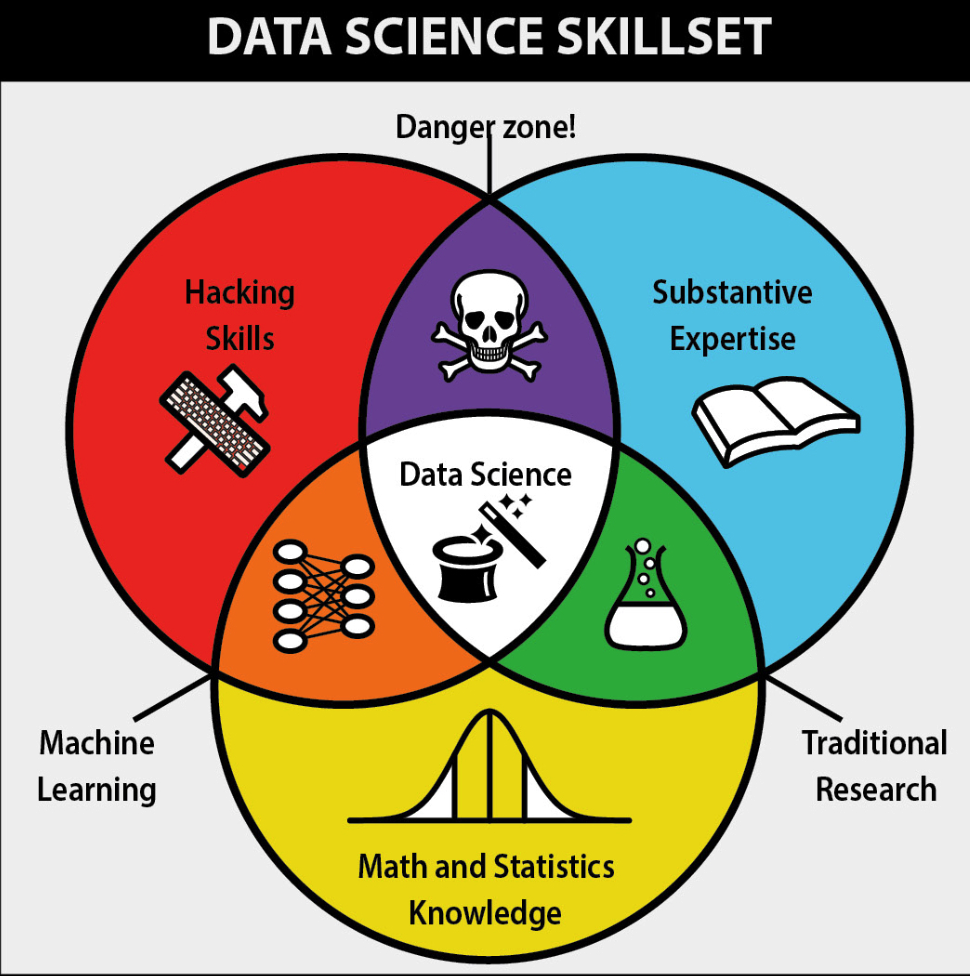 DATA SCIENCE SKILLSET
Danger zone!
Hacking
Skills
Substantive
Expertise
Data Science
Machine
Learning
Traditional
Research
Math and Statistics
Knowledge